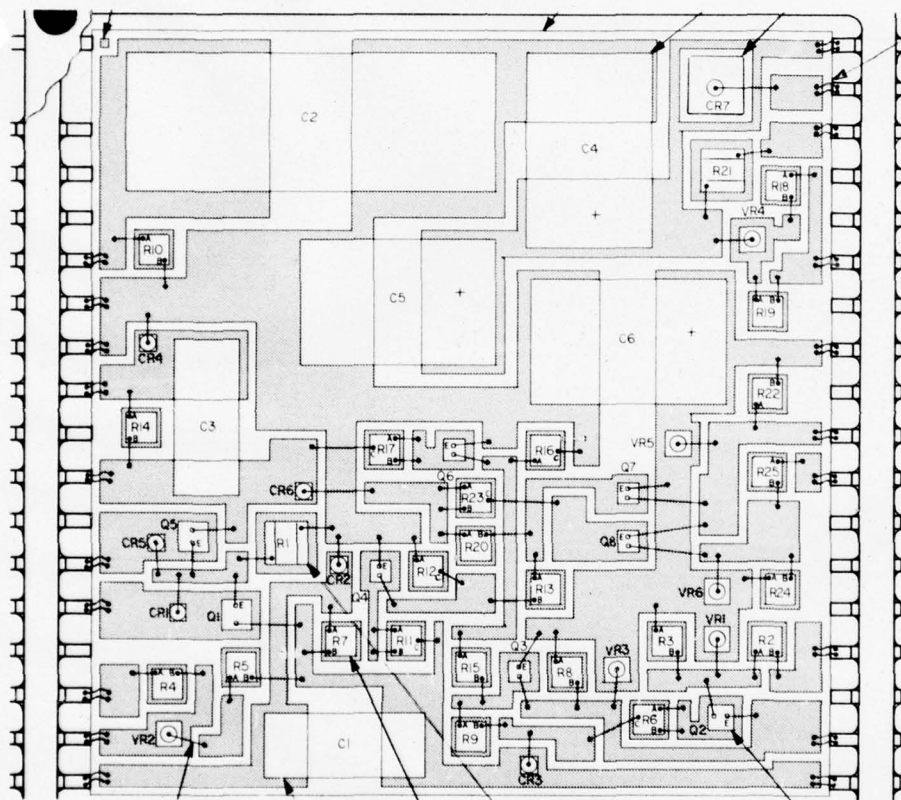 CR7
C2
C4
R21
A
R18
B
VR4
A
R10
B
C5
C6
A B
R19
CR4
B
R22
A
A
R14
B
C3
A
R17
B
E
Q6
R16
A
C
VR5
A
R25
B
CR6
A
R23
C
B
Q7
Q5
E
CR5
R1
A B
R20
E
Q8
CR2
E
Q4
A
R12
C
A
R13
B
VR6
A B
R24
CR1
E
Q1
A
R7
B
A
R11
B
C
A
R3
B
VR1
R2
A B
R5
A B
A B
R4
A
R15
B
Q3
E
A
R8
B
VR3
VR2
C1
A B
R9
CR3
A
R6
C
B
Q2
E